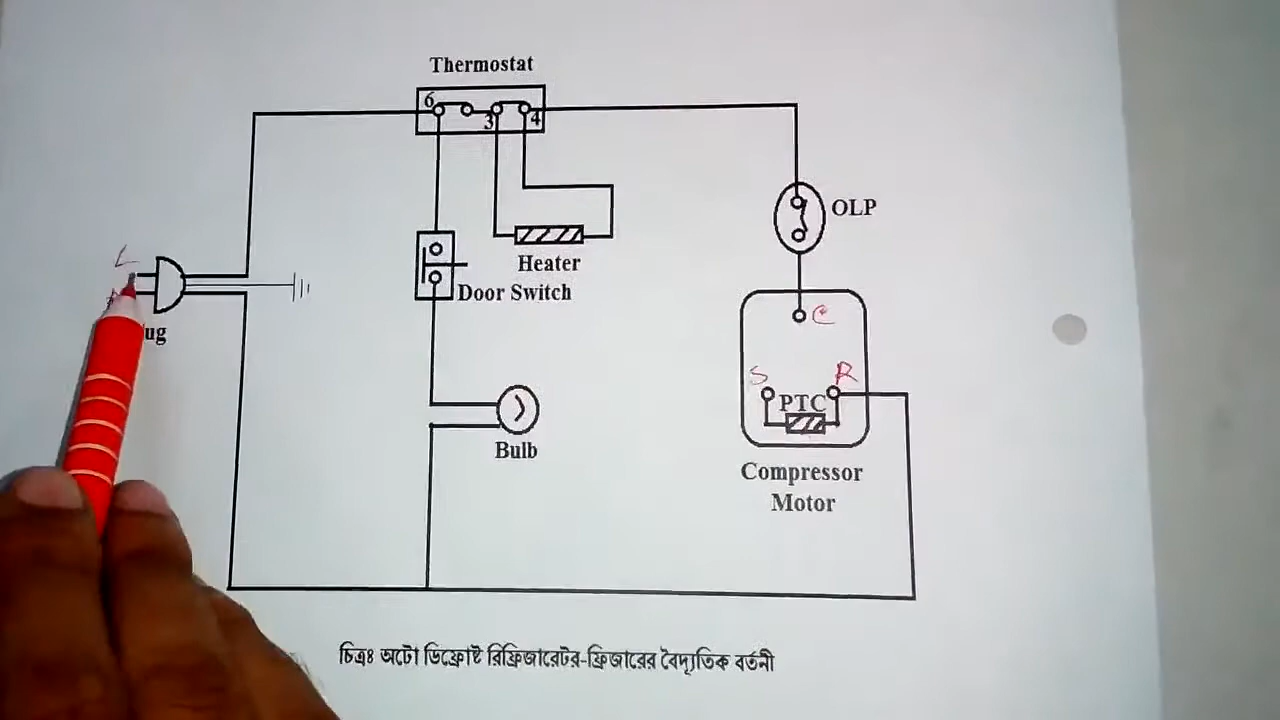 Thermostat
6
3
4
OLP
Heater
Door Switch
L
C
S
R
PTC
Bulb
Compressor
Motor
চিত্রঃ অটো ডিফ্রোষ্ট রিফ্রিজারেটর-ফ্রিজারের বৈদ্যুতিক বর্তনী